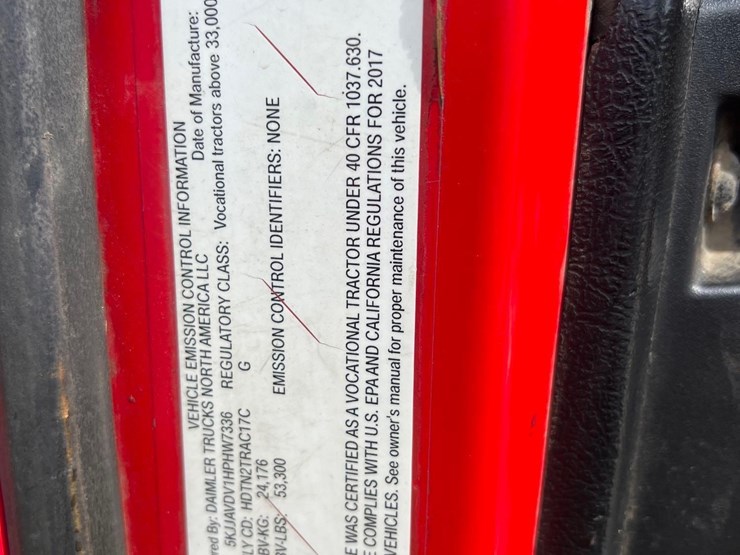 VEHICLE EMISSION CONTROL INFORMATION
red By: DAIMLER TRUCKS NORTH AMERICA LLC Date of Manufacture:
5KJJAVDV1HPHW7336 REGULATORY CLASS: Vocational tractors above 33,000
LY CD: HDTN2TRAC17C G
BV-KG: 24,176
BV-LBS: 53,300 EMISSION CONTROL IDENTIFIERS: NONE
E WAS CERTIFIED AS A VOCATIONAL TRACTOR UNDER 40 CFR 1037.630.
E COMPLIES WITH U.S. EPA AND CALIFORNIA REGULATIONS FOR 2017
VEHICLES. See owner's manual for proper maintenance of this vehicle.